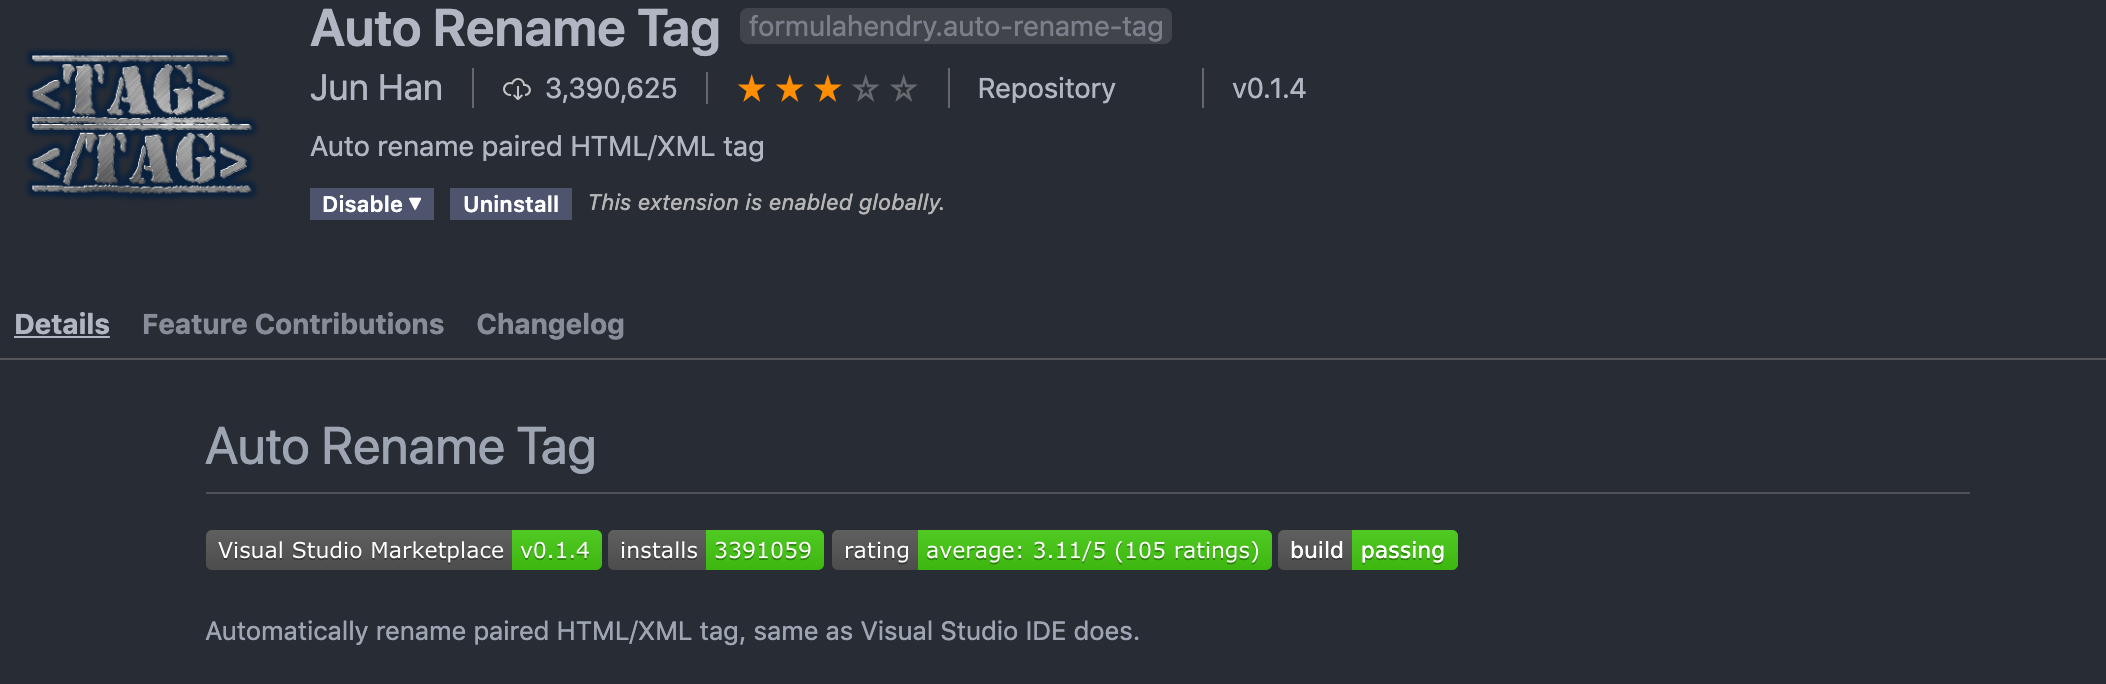 <TAG>
</TAG>
Auto Rename Tag formulahendry.auto-rename-tag
Jun Han 3,390,625 Repository v0.1.4
Auto rename paired HTML/XML tag
Disable ▼ Uninstall This extension is enabled globally.
Details Feature Contributions Changelog
Auto Rename Tag
Visual Studio Marketplace v0.1.4 installs 3391059 rating average: 3.11/5 (105 ratings) build passing
Automatically rename paired HTML/XML tag, same as Visual Studio IDE does.